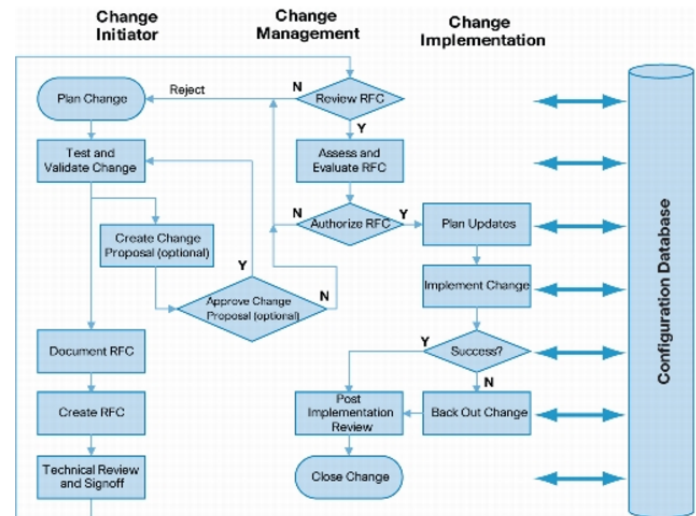 Change
Initiator
Change
Management
Change
Implementation
Plan Change
Reject
N
Review RFC
Y
Test and
Validate Change
Assess and
Evaluate RFC
N
Authorize RFC
Y
Plan Updates
Create Change
Proposal (optional)
Y
Approve Change
Proposal (optional)
N
Implement Change
Document RFC
Y
Success?
N
Create RFC
Post
Implementation
Review
Back Out Change
Technical Review
and Signoff
Close Change
Configuration Database